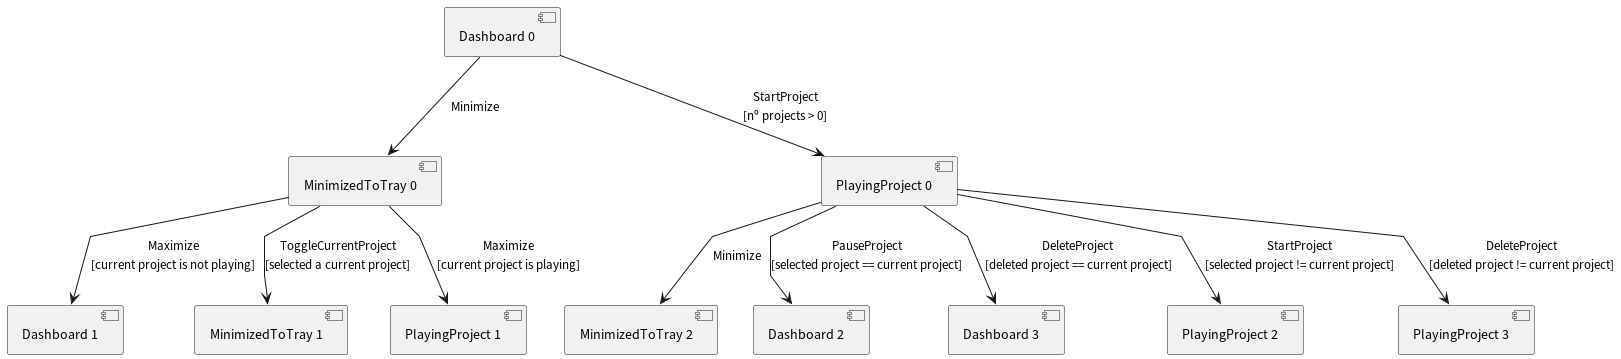 Dashboard 0
Minimize
StartProject
[nº projects > 0]
MinimizedToTray 0
PlayingProject 0
Maximize
[current project is not playing]
ToggleCurrentProject
[selected a current project]
Maximize
[current project is playing]
Minimize
PauseProject
[selected project == current project]
DeleteProject
[deleted project == current project]
StartProject
[selected project != current project]
DeleteProject
[deleted project != current project]
Dashboard 1
MinimizedToTray 1
PlayingProject 1
MinimizedToTray 2
Dashboard 2
Dashboard 3
PlayingProject 2
PlayingProject 3